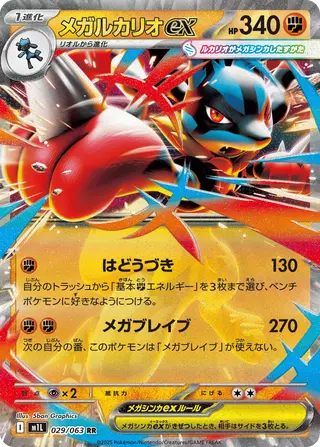 1進化
メガルカリオex
HP340
リオルから進化
ルカリオがメガシンカしたすがた
はどうづき 130
自分のトラッシュから「基本エネルギー」を3枚まで選び、ベンチ
ポケモンに好きなようにつける。
メガブレイブ 270
次の自分の番、このポケモンは「メガブレイブ」が使えない。
弱点 ×2 抵抗力 にげる
メガシンカexルール
メガシンカexがきぜつしたとき、相手はサイドを3枚とる。
Illus. 5ban Graphics
I m1L 029/063 RR
©2025 Pokémon/Nintendo/Creatures/GAME FREAK.